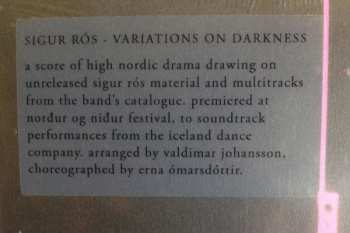 SIGUR RÓS - VARIATIONS ON DARKNESS
a score of high nordic drama drawing on
unreleased sigur rós material and multitracks
from the band's catalogue. premiered at
norður og niður festival, to soundtrack
performances from the iceland dance
company. arranged by valdimar johansson,
choreographed by erna ómarsdóttir.